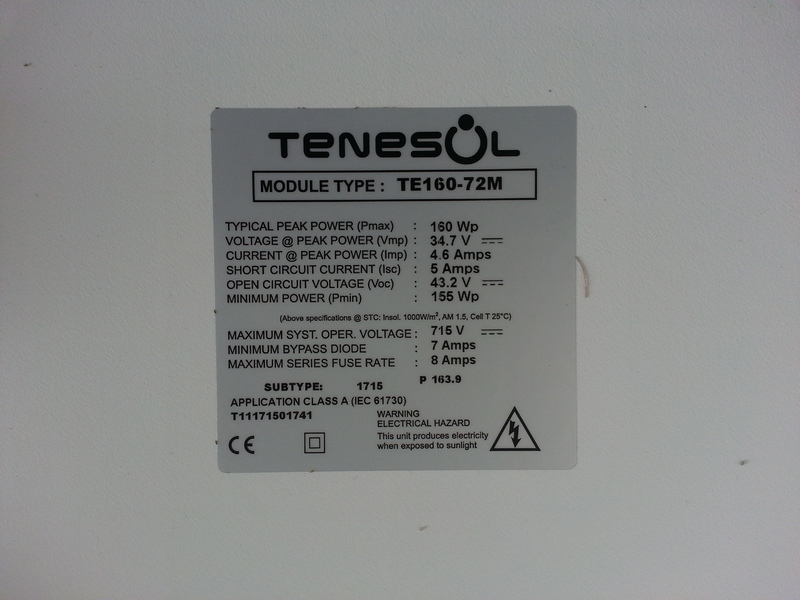 TENESOL
MODULE TYPE : TE160-72M
TYPICAL PEAK POWER (Pmax) : 160 Wp
VOLTAGE @ PEAK POWER (Vmp) : 34.7 V
CURRENT @ PEAK POWER (Imp) : 4.6 Amps
SHORT CIRCUIT CURRENT (Isc) : 5 Amps
OPEN CIRCUIT VOLTAGE (Voc) : 43.2 V
MINIMUM POWER (Pmin) : 155 Wp
(Above specifications @ STC: Insol. 1000W/m², AM 1.5, Cell T 25°C)
MAXIMUM SYST. OPER. VOLTAGE : 715 V
MINIMUM BYPASS DIODE : 7 Amps
MAXIMUM SERIES FUSE RATE : 8 Amps
SUBTYPE: 1715 P 163.9
APPLICATION CLASS A (IEC 61730)
T11171501741
WARNING
ELECTRICAL HAZARD
This unit produces electricity
when exposed to sunlight
CE